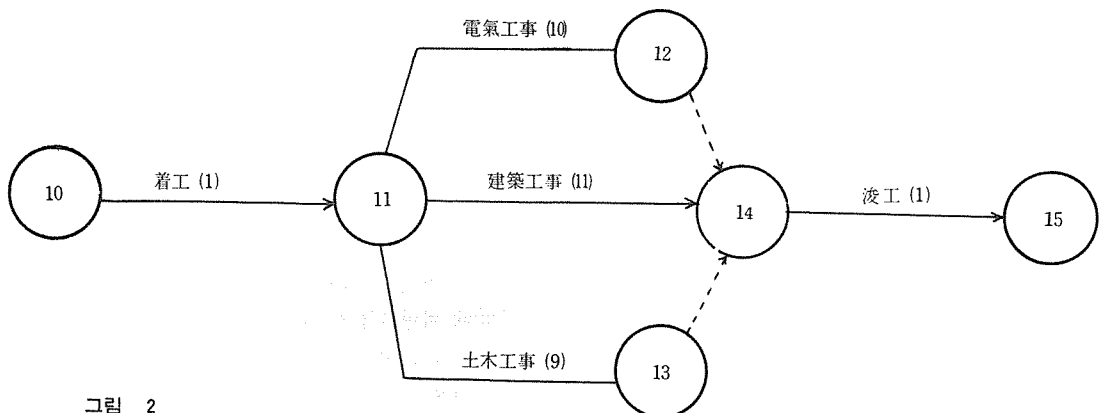 電氣工事 (10)
12
10
着工 (1)
11
建築工事 (11)
14
浚工 (1)
15
土木工事 (9)
13
그림 2